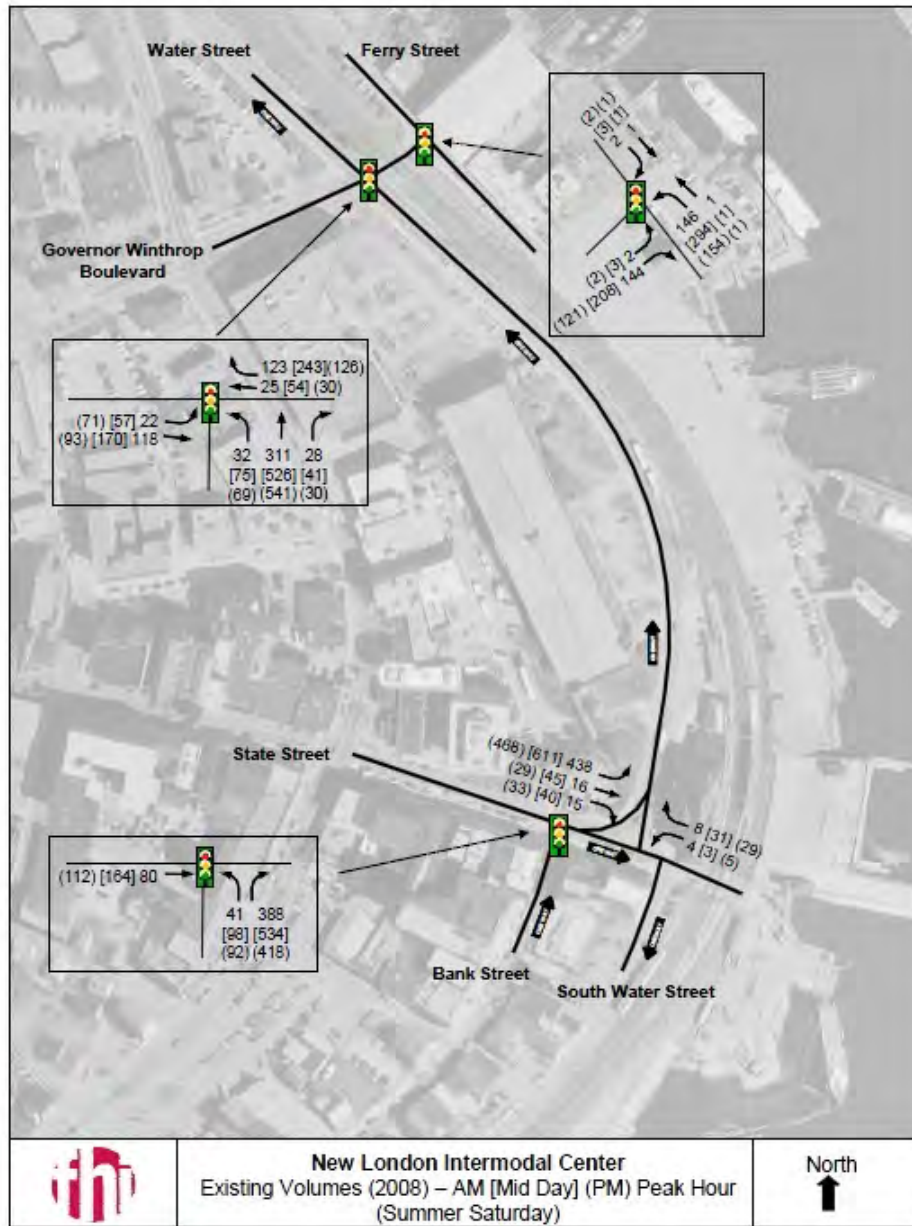 Water Street
Ferry Street
(2) (1)
[3] [1]
2 1
1
146
[294] [1]
(154) (1)
(2) [3] 2
(121) [208] 144
Governor Winthrop
Boulevard
123 [243] (126)
25 [54] (30)
(71) [57] 22
(93) [170] 118
32 311 28
[75] [526] [41]
(69) (541) (30)
State Street
(468) [611] 438
(29) [45] 16
(33) [40] 15
8 [31] (29)
4 [3] (5)
(112) [164] 80
41 388
[98] [534]
(92) (418)
Bank Street
South Water Street
New London Intermodal Center
Existing Volumes (2008) – AM [Mid Day] (PM) Peak Hour
(Summer Saturday)
North